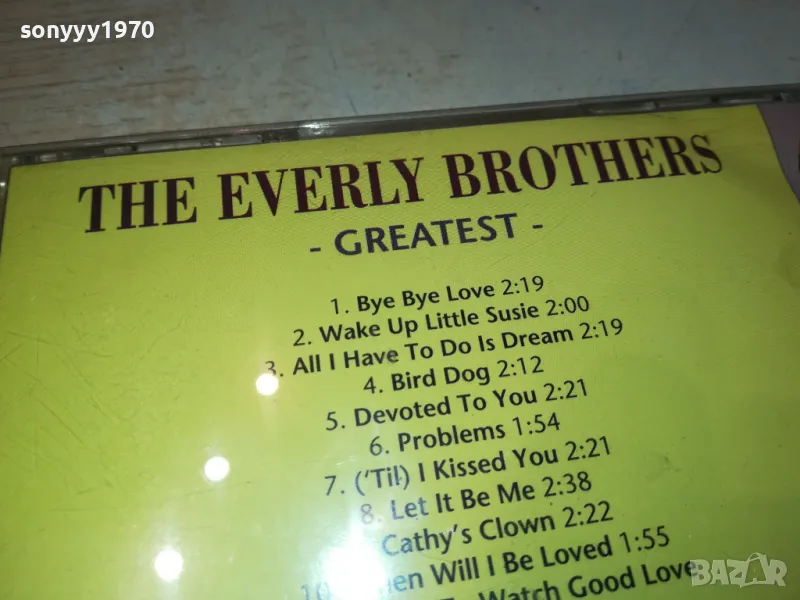 sonyyy1970
THE EVERLY BROTHERS
- GREATEST -
1. Bye Bye Love 2:19
2. Wake Up Little Susie 2:00
3. All I Have To Do Is Dream 2:19
4. Bird Dog 2:12
5. Devoted To You 2:21
6. Problems 1:54
7. ('Til) I Kissed You 2:21
8. Let It Be Me 2:38
Cathy's Clown 2:22
Will I Be Loved 1:55
Watch Good Love
BAZAR